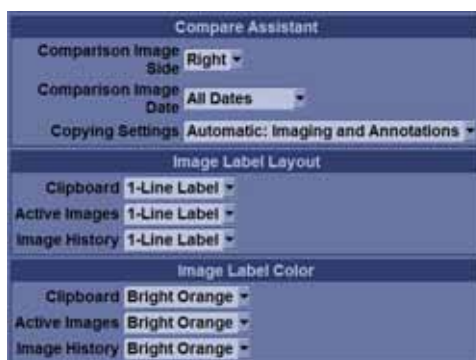 Compare Assistant
Comparison Image
Side Right
Comparison Image
Date All Dates
Copying Settings Automatic: Imaging and Annotations
Image Label Layout
Clipboard 1-Line Label
Active Images 1-Line Label
Image History 1-Line Label
Image Label Color
Clipboard Bright Orange
Active Images Bright Orange
Image History Bright Orange